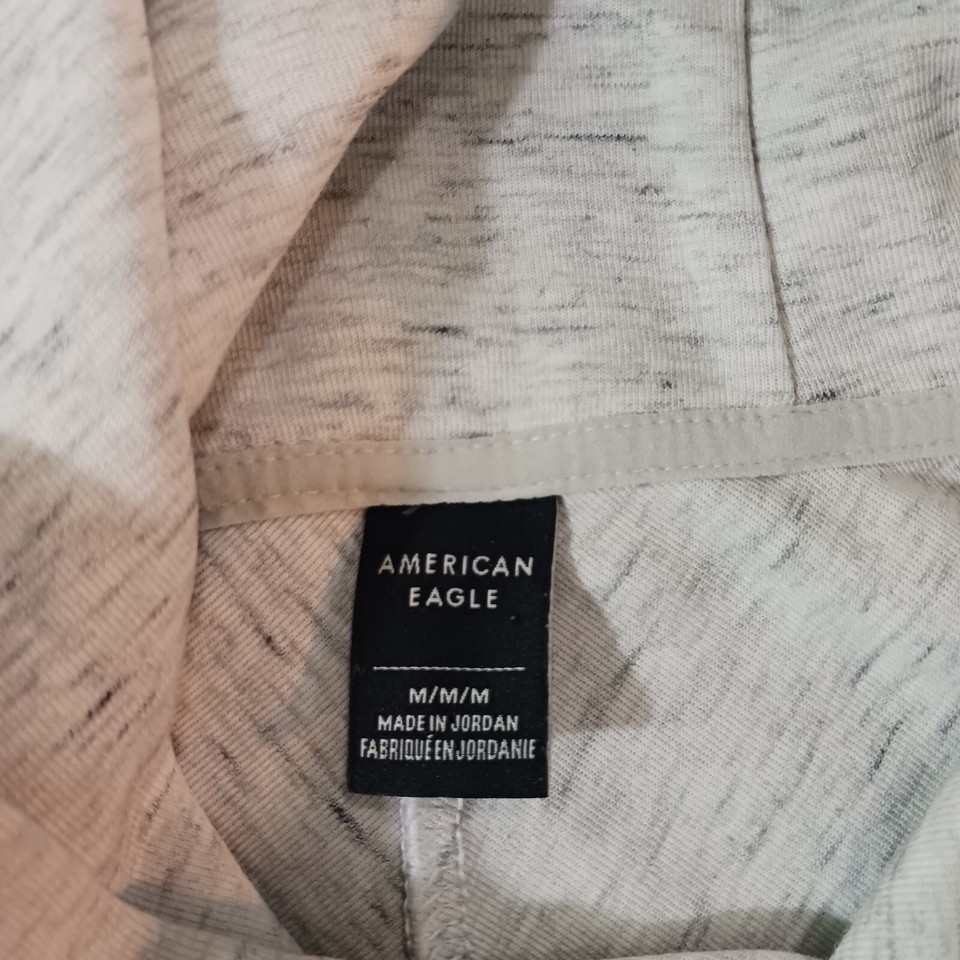 AMERICAN
EAGLE
M/M/M
MADE IN JORDAN
FABRIQUÉ EN JORDANIE